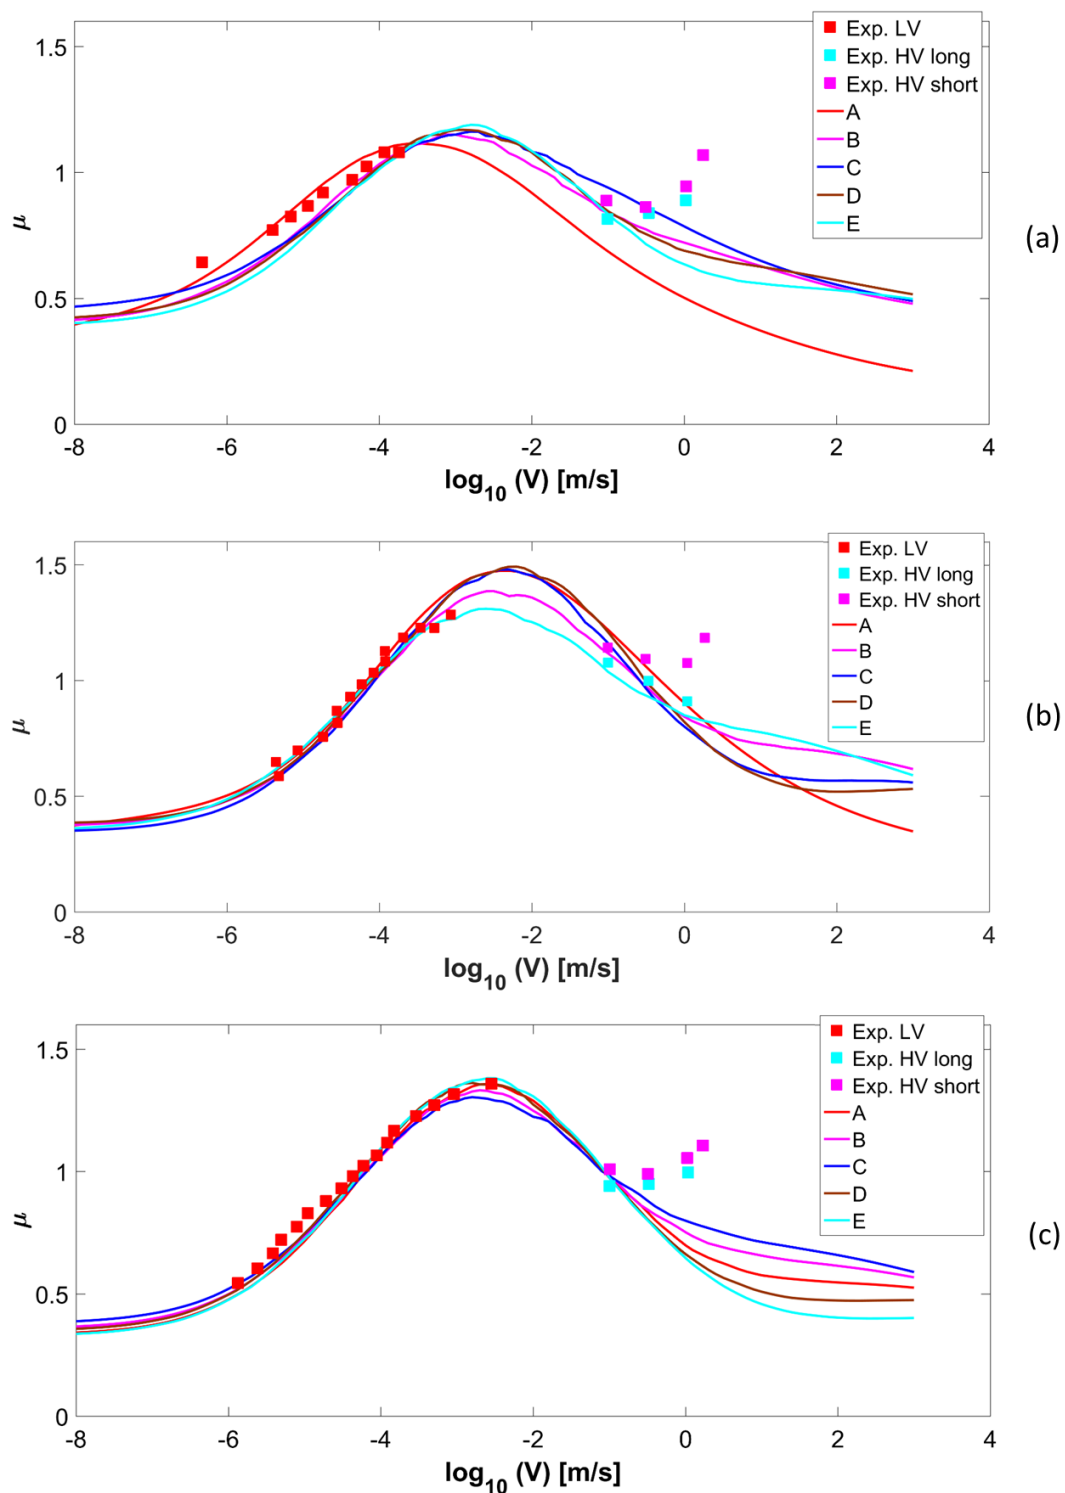 1.5
1
0.5
0
μ
-8 -6 -4 -2 0 2 4
log10 (V) [m/s]
Exp. LV
Exp. HV long
Exp. HV short
A
B
C
D
E
(a)
1.5
1
0.5
0
μ
-8 -6 -4 -2 0 2 4
log10 (V) [m/s]
Exp. LV
Exp. HV long
Exp. HV short
A
B
C
D
E
(b)
1.5
1
0.5
0
μ
-8 -6 -4 -2 0 2 4
log10 (V) [m/s]
Exp. LV
Exp. HV long
Exp. HV short
A
B
C
D
E
(c)